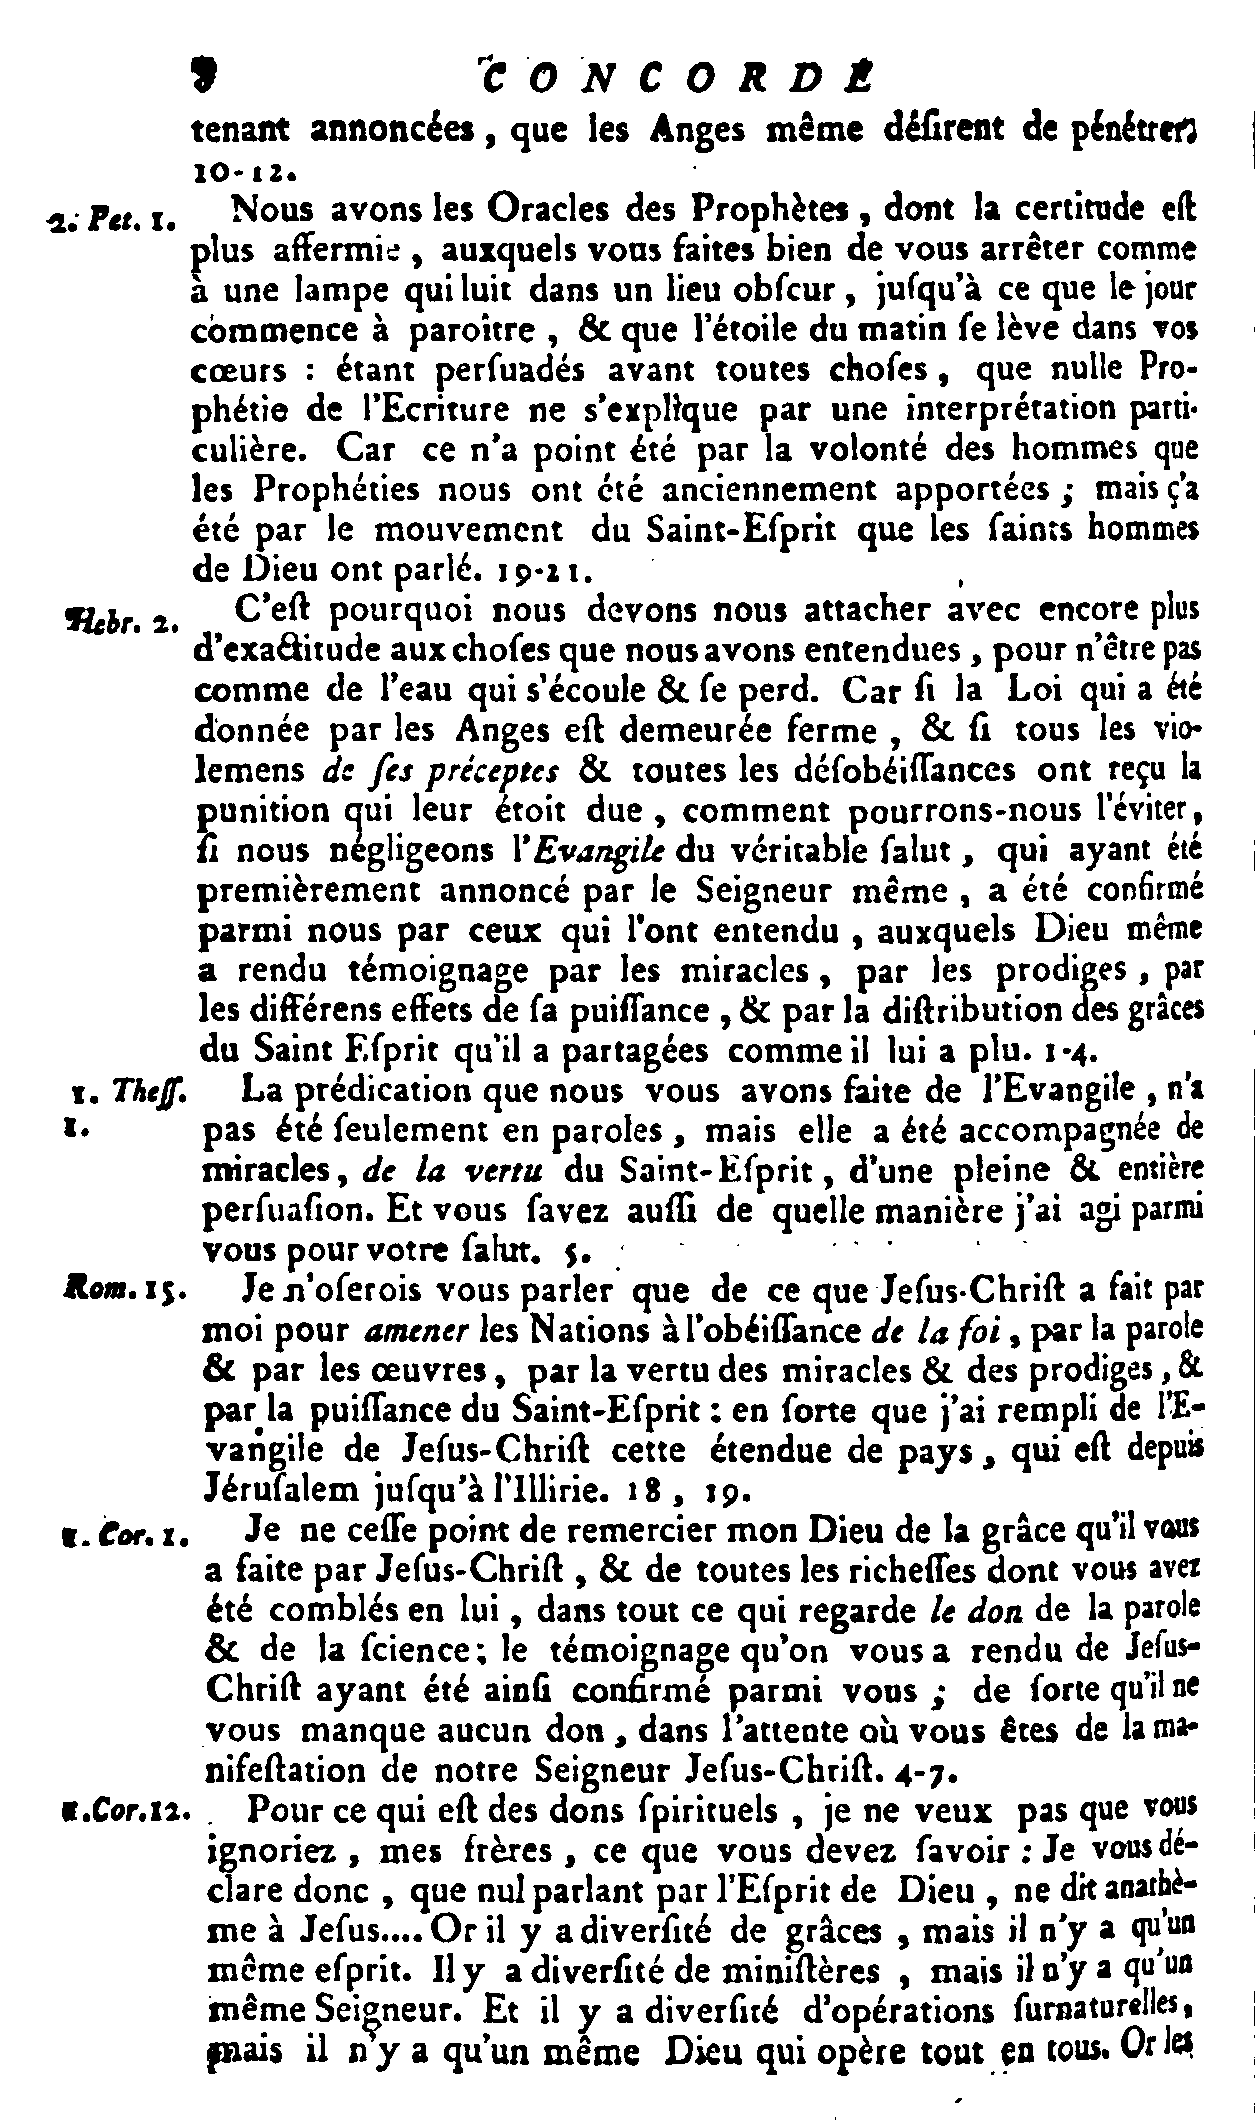 8 CONCORDE
tenant annoncées, que les Anges même déſirent de pénétrer.
10-12.
2. Pet. 1. Nous avons les Oracles des Prophètes, dont la certitude eſt
plus affermie, auxquels vous faites bien de vous arrêter comme
à une lampe qui luit dans un lieu obſcur, juſqu'à ce que le jour
commence à paroître, & que l'étoile du matin ſe lève dans vos
cœurs : étant perſuadés avant toutes choſes, que nulle Pro-
phétie de l'Ecriture ne s'explique par une interprétation parti-
culière. Car ce n'a point été par la volonté des hommes que
les Prophéties nous ont été anciennement apportées ; mais ç'a
été par le mouvement du Saint-Eſprit que les ſaints hommes
de Dieu ont parlé. 19-21.
Hebr. 2. C'eſt pourquoi nous devons nous attacher avec encore plus
d'exactitude aux choſes que nous avons entendues, pour n'être pas
comme de l'eau qui s'écoule & ſe perd. Car ſi la Loi qui a été
donnée par les Anges eſt demeurée ferme, & ſi tous les vio-
lemens de ſes préceptes & toutes les déſobéiſſances ont reçu la
punition qui leur étoit due, comment pourrons-nous l'éviter,
ſi nous négligeons l'Evangile du véritable ſalut, qui ayant été
premièrement annoncé par le Seigneur même, a été confirmé
parmi nous par ceux qui l'ont entendu, auxquels Dieu même
a rendu témoignage par les miracles, par les prodiges, par
les différens effets de ſa puiſſance, & par la diſtribution des grâces
du Saint Eſprit qu'il a partagées comme il lui a plu. 1-4.
1. Theſſ. La prédication que nous vous avons faite de l'Evangile, n'a
1. pas été ſeulement en paroles, mais elle a été accompagnée de
miracles, de la vertu du Saint-Eſprit, d'une pleine & entière
perſuaſion. Et vous ſavez auſſi de quelle manière j'ai agi parmi
vous pour votre ſalut. 5.
Rom. 15. Je n'oſerois vous parler que de ce que Jeſus-Chriſt a fait par
moi pour amener les Nations à l'obéiſſance de la foi, par la parole
& par les œuvres, par la vertu des miracles & des prodiges, &
par la puiſſance du Saint-Eſprit : en ſorte que j'ai rempli de l'E-
vangile de Jeſus-Chriſt cette étendue de pays, qui eſt depuis
Jéruſalem juſqu'à l'Illirie. 18, 19.
1. Cor. 1. Je ne ceſſe point de remercier mon Dieu de la grâce qu'il vous
a faite par Jeſus-Chriſt, & de toutes les richeſſes dont vous avez
été comblés en lui, dans tout ce qui regarde le don de la parole
& de la ſcience; le témoignage qu'on vous a rendu de Jeſus-
Chriſt ayant été ainſi confirmé parmi vous ; de ſorte qu'il ne
vous manque aucun don, dans l'attente où vous êtes de la ma-
nifeſtation de notre Seigneur Jeſus-Chriſt. 4-7.
1. Cor. 12. Pour ce qui eſt des dons ſpirituels, je ne veux pas que vous
ignoriez, mes frères, ce que vous devez ſavoir : Je vous dé-
clare donc, que nul parlant par l'Eſprit de Dieu, ne dit anathè-
me à Jeſus.... Or il y a diverſité de grâces, mais il n'y a qu'un
même eſprit. Il y a diverſité de miniſtères, mais il n'y a qu'un
même Seigneur. Et il y a diverſité d'opérations ſurnaturelles,
mais il n'y a qu'un même Dieu qui opère tout en tous. Or les